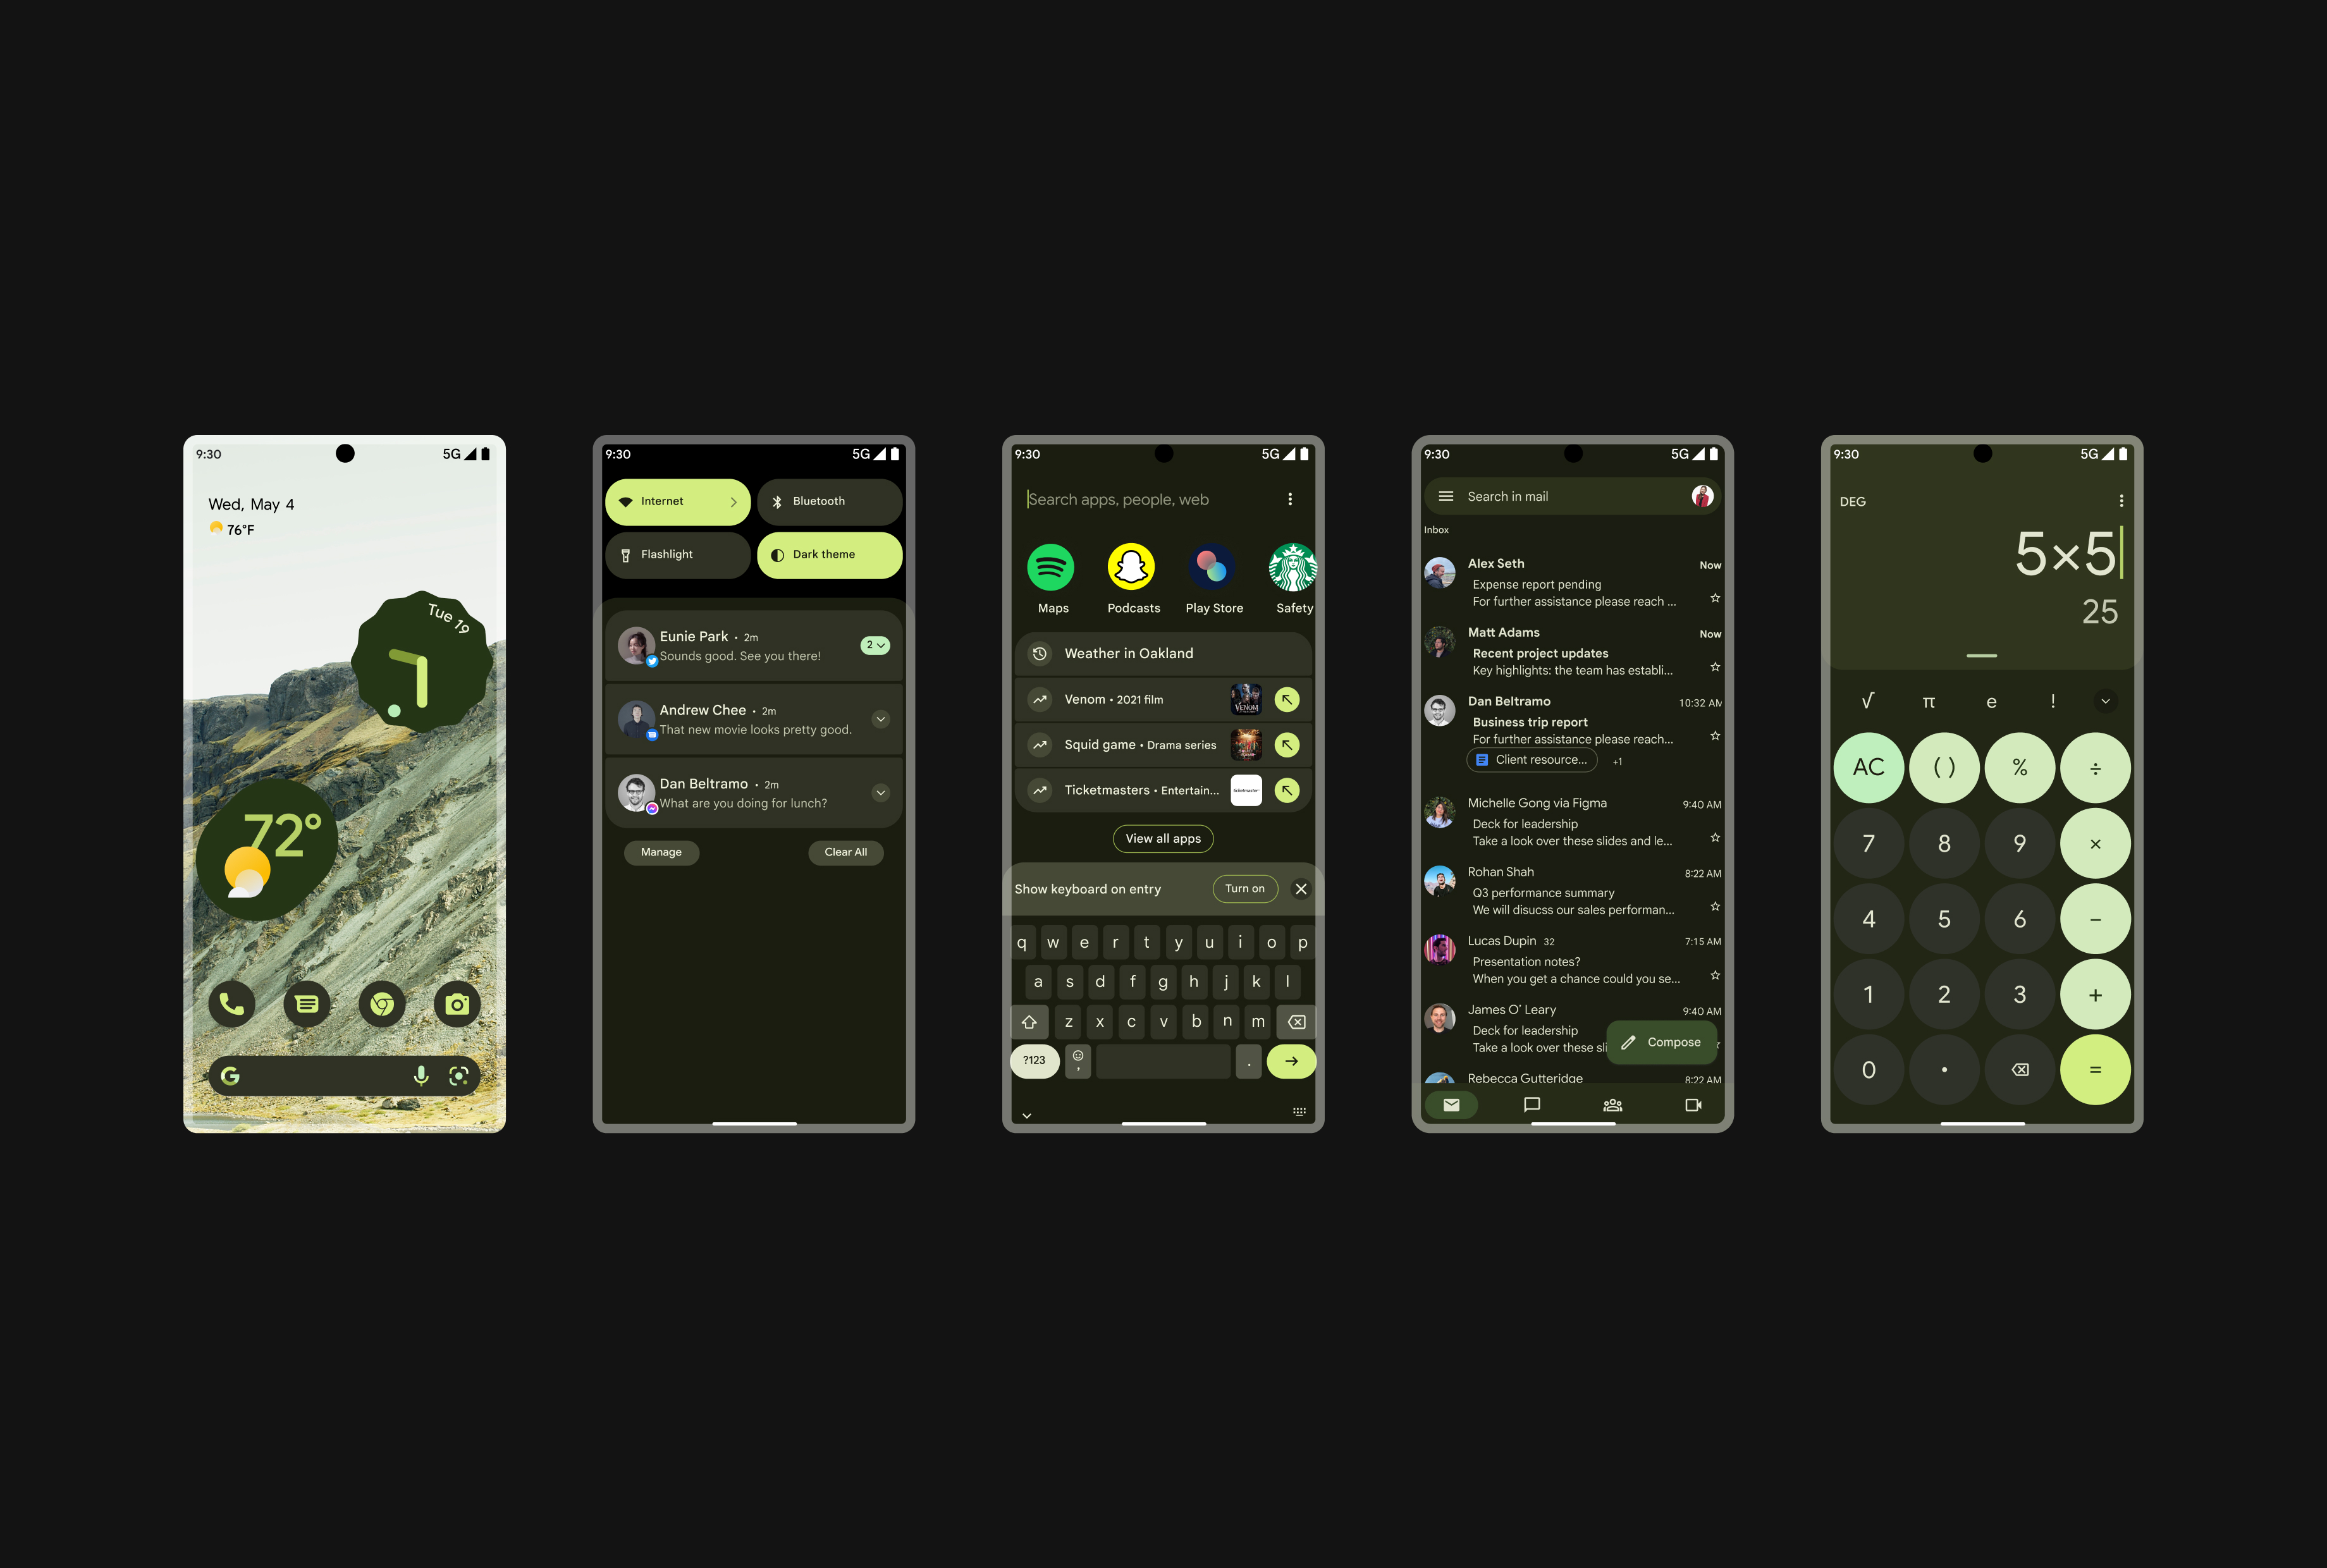 9:30
5G
Wed, May 4
76°F
Tue 19
72°
9:30
5G
Internet
Bluetooth
Flashlight
Dark theme
Eunie Park • 2m
Sounds good. See you there!
2
Andrew Chee • 2m
That new movie looks pretty good.
Dan Beltramo • 2m
What are you doing for lunch?
Manage
Clear All
9:30
5G
Search apps, people, web
Maps
Podcasts
Play Store
Safety
Weather in Oakland
Venom • 2021 film
VENOM
Squid game • Drama series
Ticketmasters • Entertain...
ticketmaster
View all apps
Show keyboard on entry
Turn on
q w e r t y u i o p
a s d f g h j k l
z x c v b n m
?123
,
.
9:30
5G
Search in mail
Inbox
Alex Seth
Now
Expense report pending
For further assistance please reach ...
Matt Adams
Now
Recent project updates
Key highlights: the team has establi...
Dan Beltramo
10:32 AM
Business trip report
For further assistance please reach...
Client resource...
+1
Michelle Gong via Figma
9:40 AM
Deck for leadership
Take a look over these slides and le...
Rohan Shah
8:22 AM
Q3 performance summary
We will disucss our sales performan...
Lucas Dupin 32
7:15 AM
Presentation notes?
When you get a chance could you se...
James O' Leary
9:40 AM
Deck for leadership
Take a look over these sli
Compose
Rebecca Gutteridge
8:22 AM
9:30
5G
DEG
5×5
25
√ π e !
AC ( ) % ÷
7 8 9 ×
4 5 6 −
1 2 3 +
0 • =